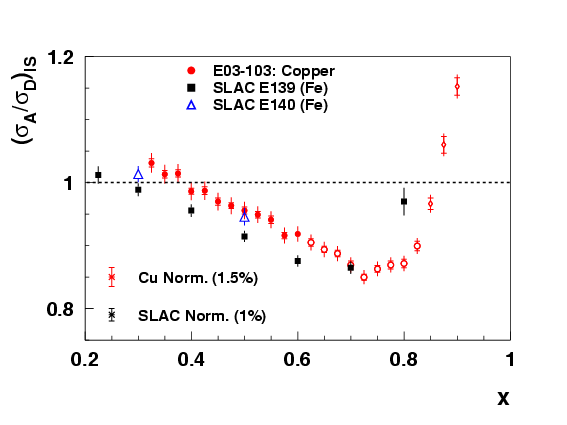 (σA/σD)IS
1.2
1
0.8
E03-103: Copper
SLAC E139 (Fe)
SLAC E140 (Fe)
Cu Norm. (1.5%)
SLAC Norm. (1%)
0.2 0.4 0.6 0.8 1
x